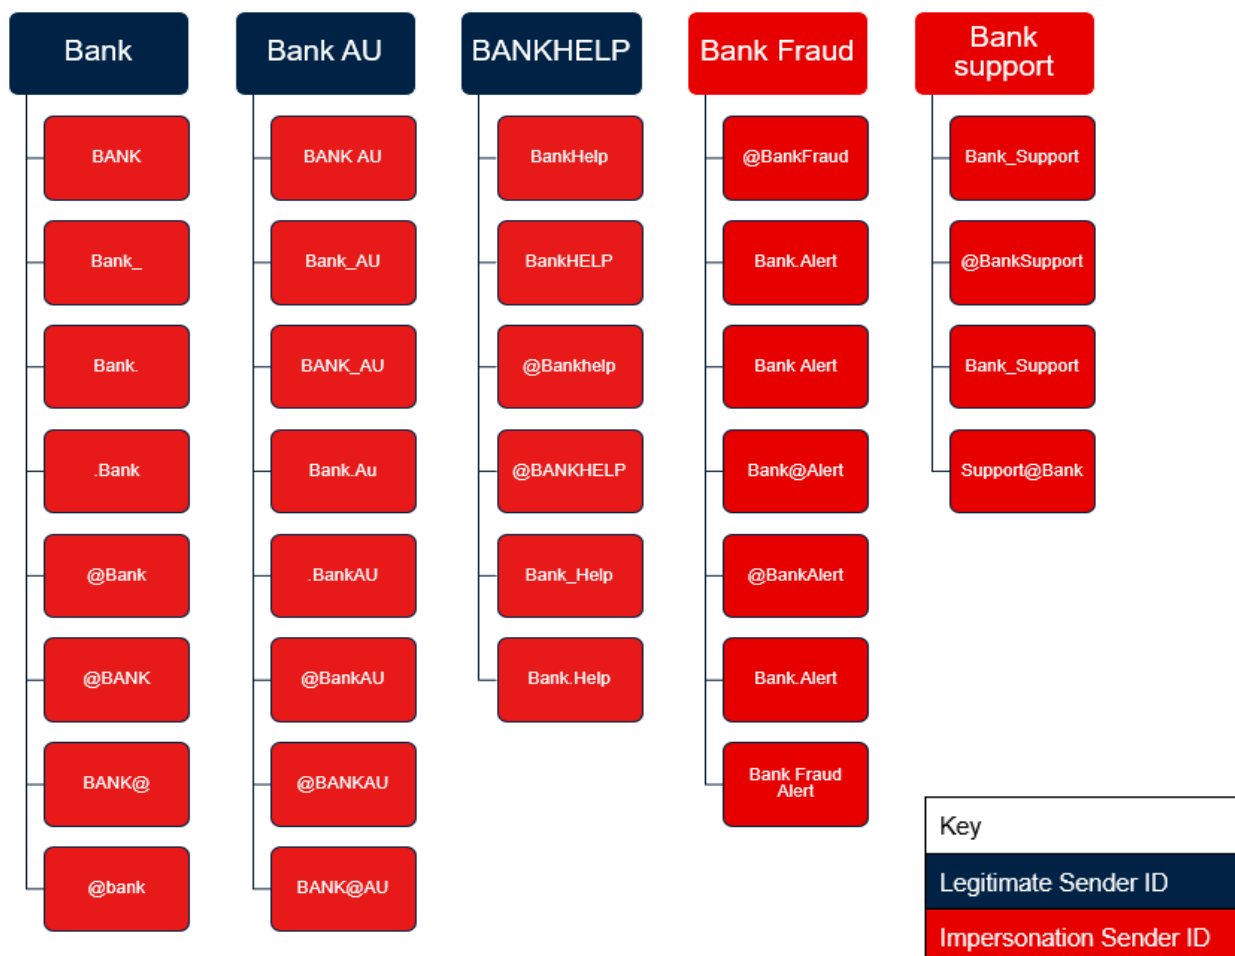 Bank
BANK
Bank_
Bank.
.Bank
@Bank
@BANK
BANK@
@bank
Bank AU
BANK AU
Bank_AU
BANK_AU
Bank.Au
.BankAU
@BankAU
@BANKAU
BANK@AU
BANKHELP
BankHelp
BankHELP
@Bankhelp
@BANKHELP
Bank_Help
Bank.Help
Bank Fraud
@BankFraud
Bank.Alert
Bank Alert
Bank@Alert
@BankAlert
Bank.Alert
Bank Fraud
Alert
Bank
support
Bank_Support
@BankSupport
Bank_Support
Support@Bank
Key
Legitimate Sender ID
Impersonation Sender ID